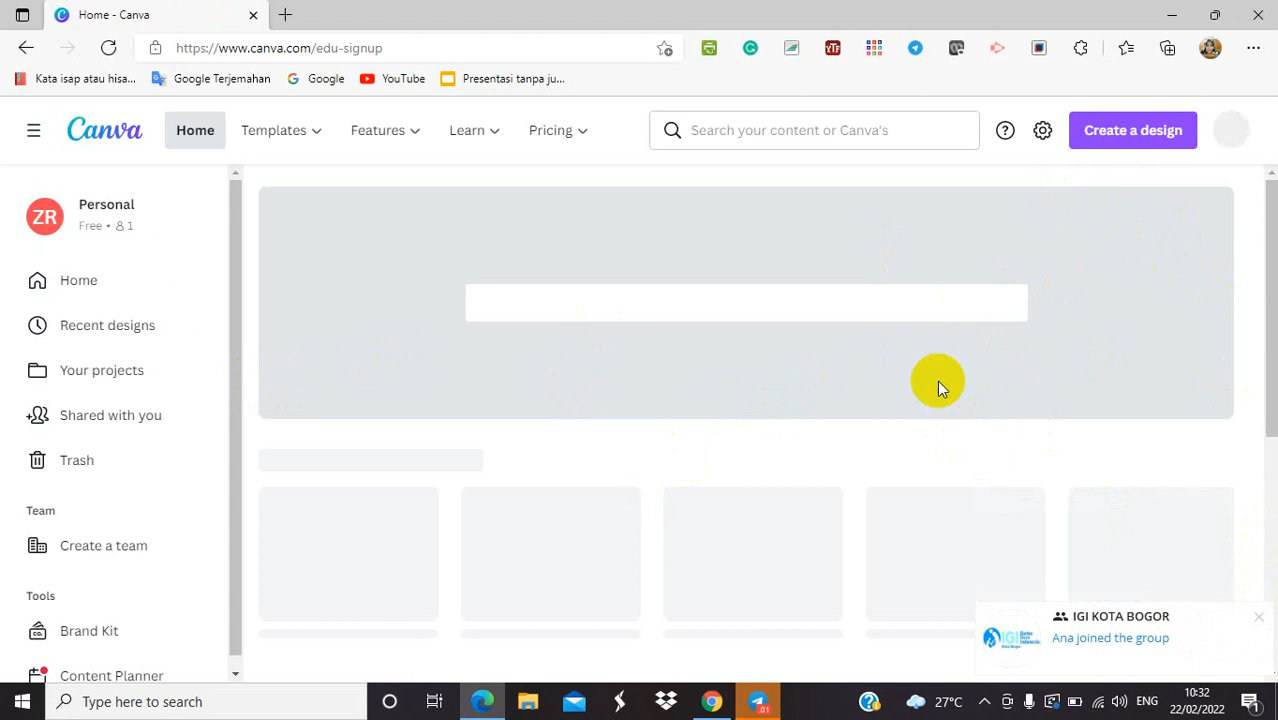 Home - Canva
https://www.canva.com/edu-signup
Kata isap atau hisa...
Google Terjemahan
Google
YouTube
Presentasi tanpa ju...
Canva
Home
Templates
Features
Learn
Pricing
Search your content or Canva's
Create a design
ZR
Personal
Free • 1
Home
Recent designs
Your projects
Shared with you
Trash
Team
Create a team
Tools
Brand Kit
Content Planner
IGI KOTA BOGOR
Ana joined the group
Type here to search
27°C
ENG
10:32
22/02/2022